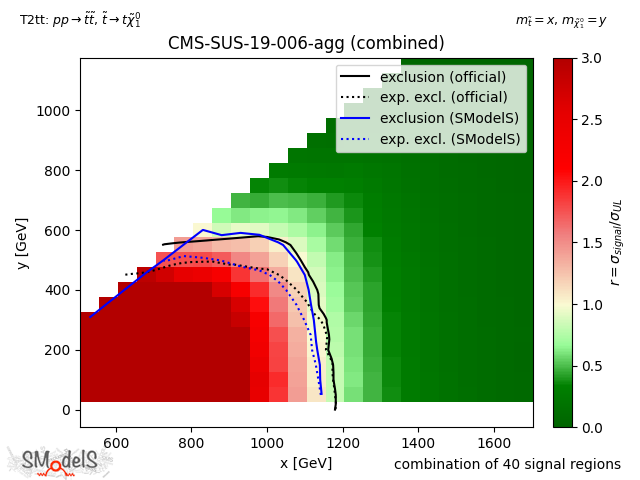 T2tt: pp → t̃t̃, t̃ → tχ̃₁⁰
m_t̃ = x, m_χ̃₁⁰ = y
CMS-SUS-19-006-agg (combined)
exclusion (official)
exp. excl. (official)
exclusion (SModelS)
exp. excl. (SModelS)
y [GeV]
1000
800
600
400
200
0
600
800
1000
1200
1400
1600
x [GeV]
3.0
2.5
2.0
1.5
1.0
0.5
0.0
r = σ_signal/σ_UL
SModelS
combination of 40 signal regions